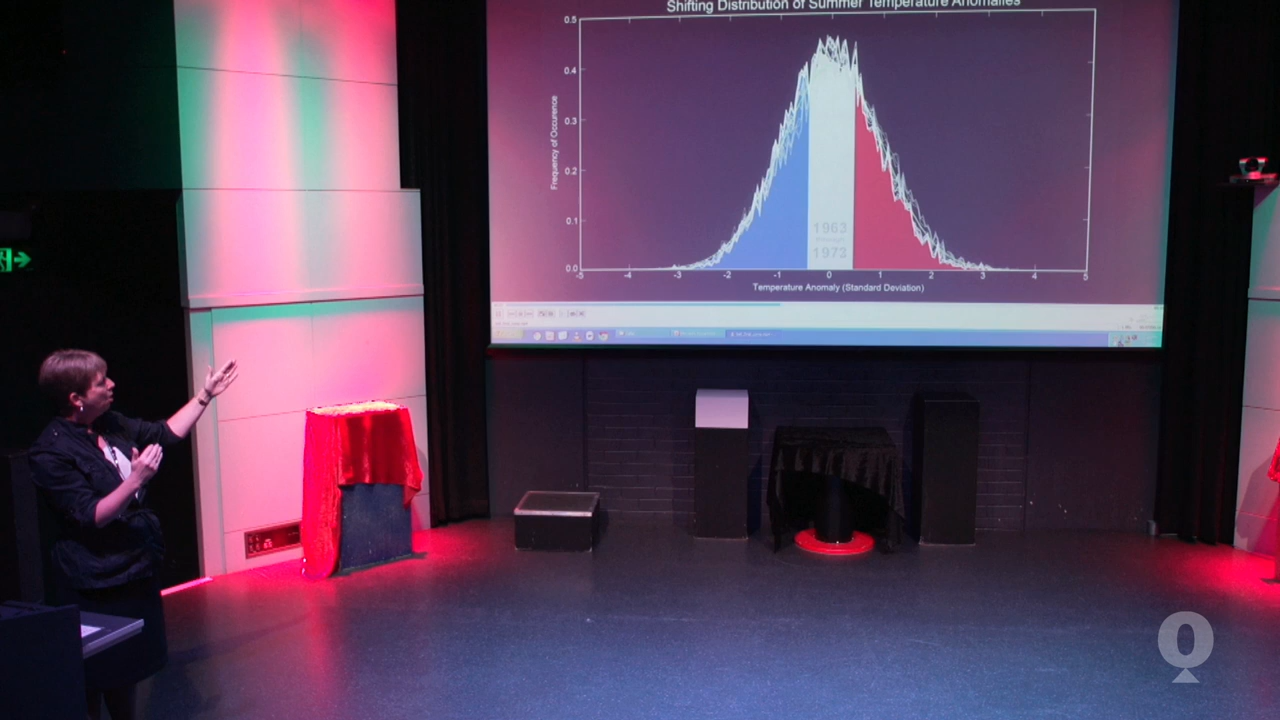 Shifting Distribution of Summer Temperature Anomalies
0.5
0.4
0.3
0.2
0.1
0.0
Frequency of Occurence
1963
1973
-5 -4 -3 -2 -1 0 1 2 3 4 5
Temperature Anomaly (Standard Deviation)